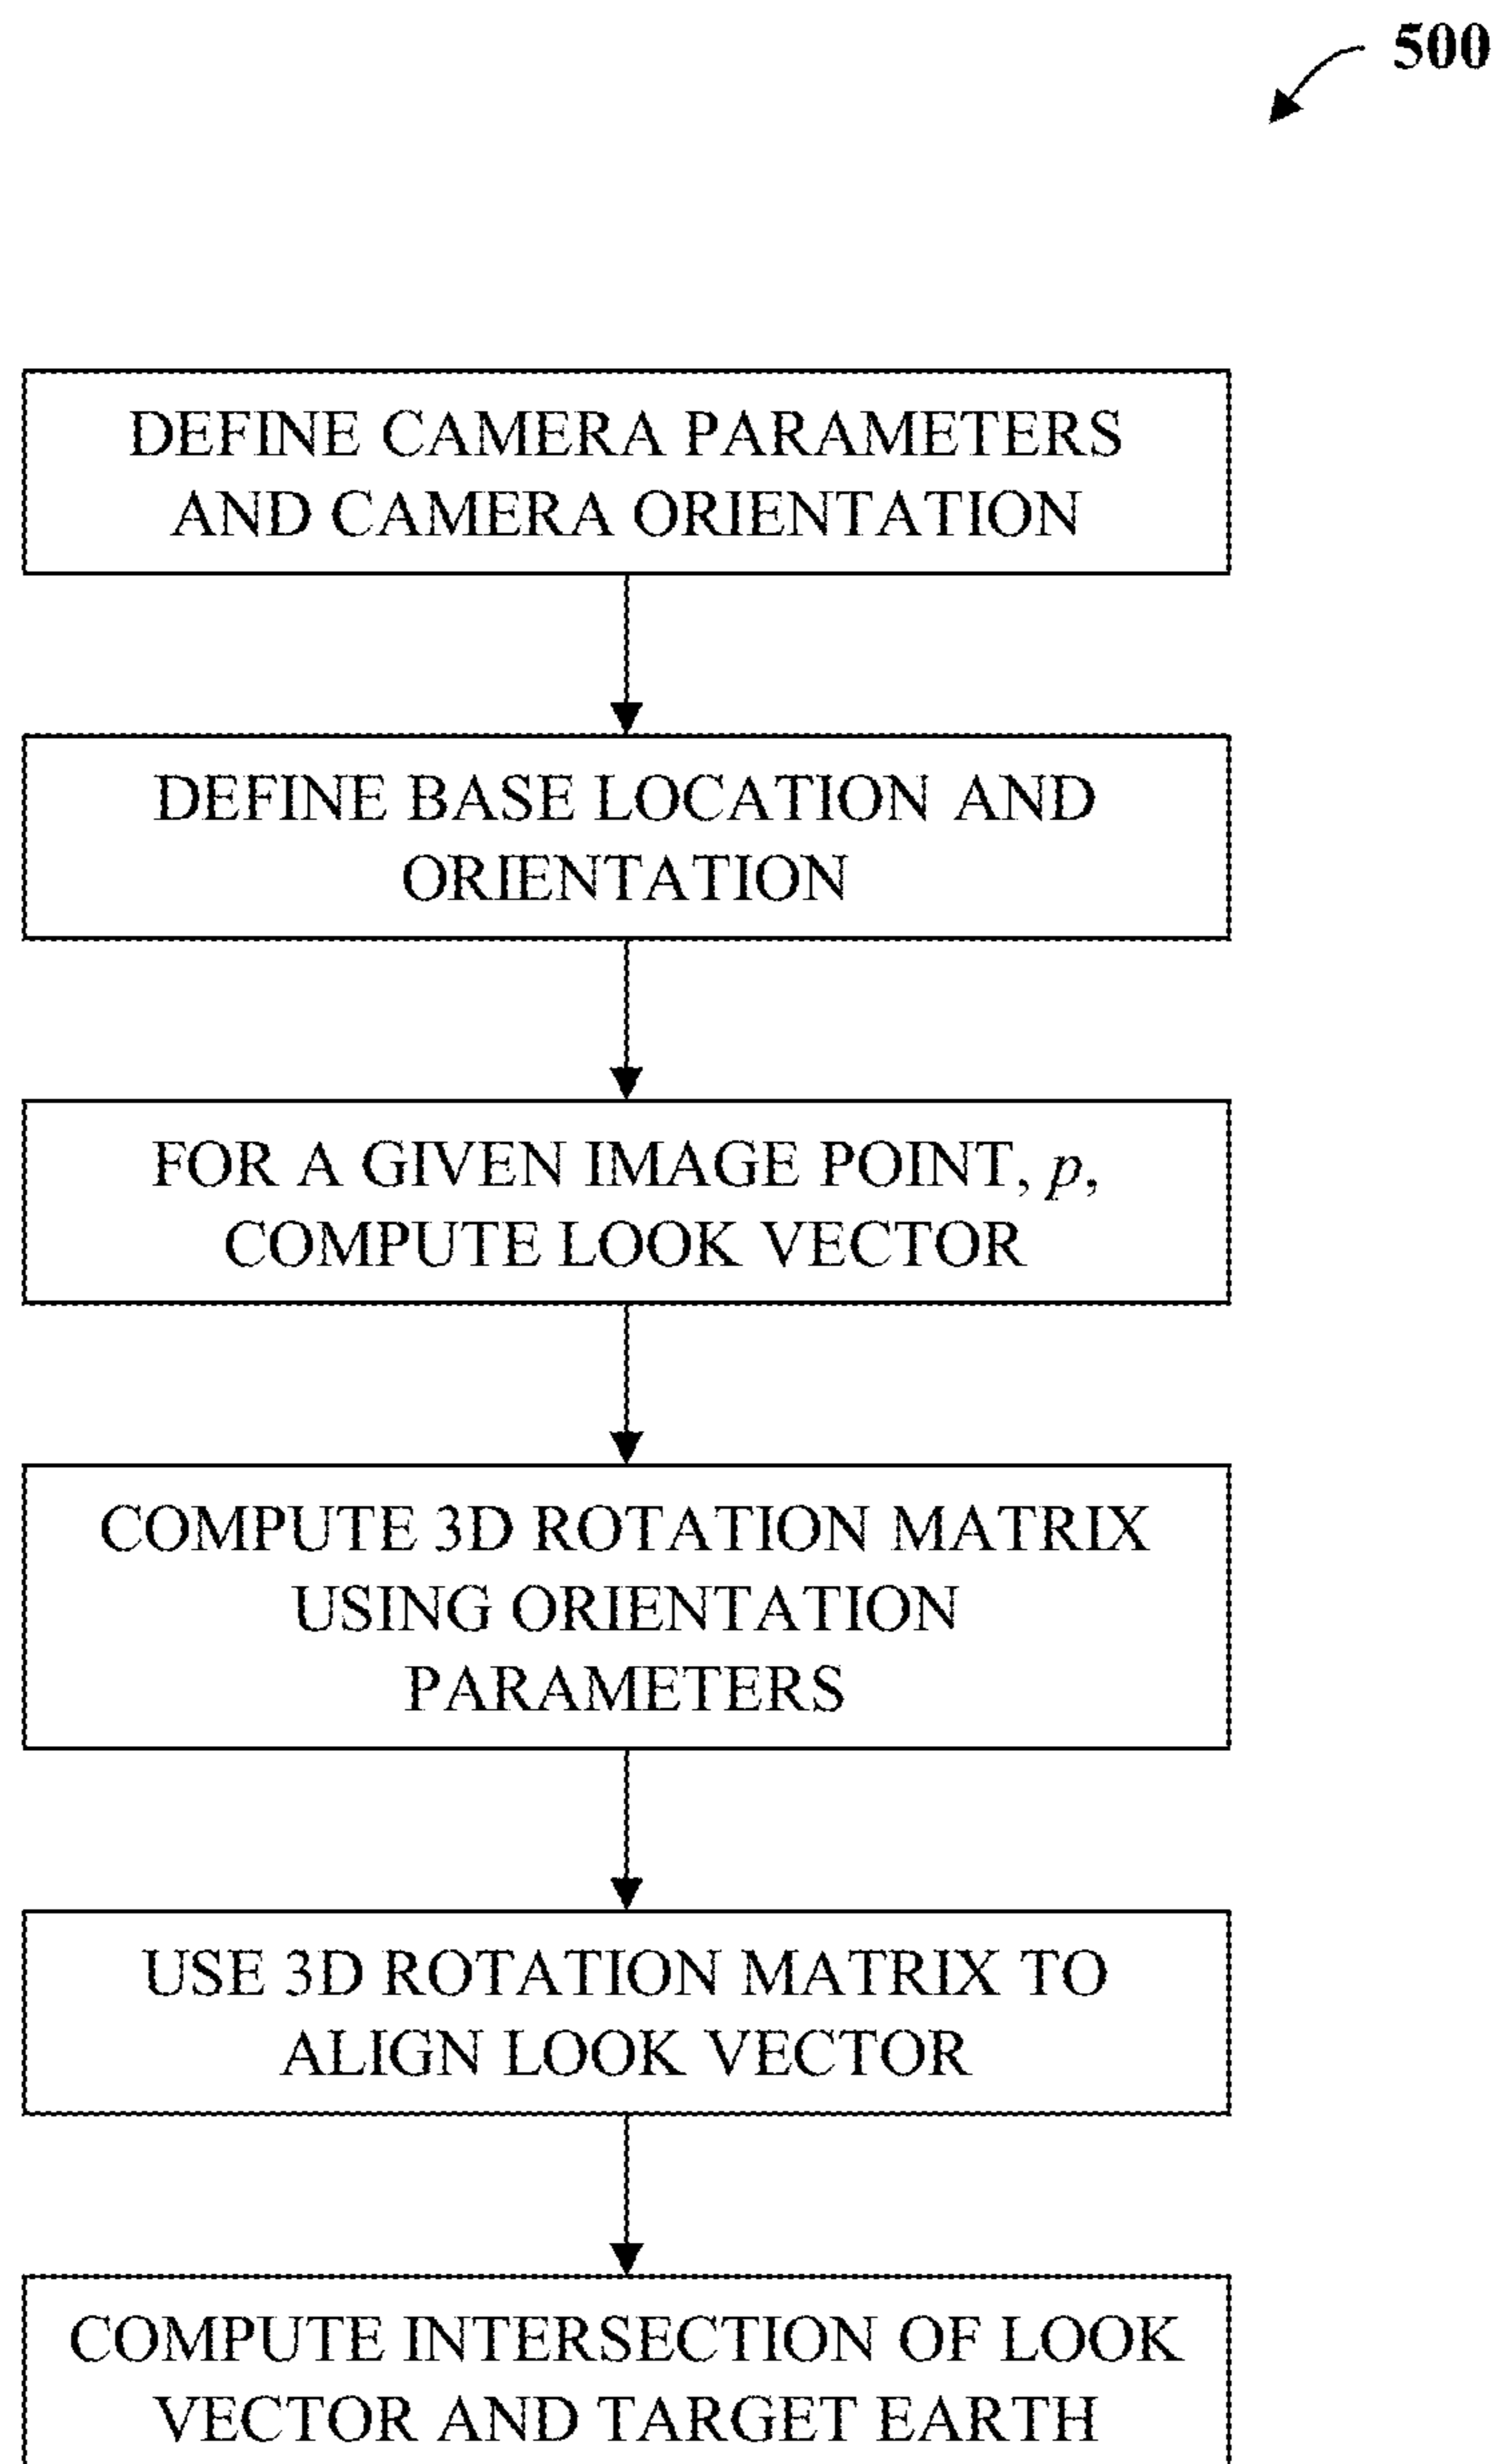 500
DEFINE CAMERA PARAMETERS
AND CAMERA ORIENTATION
DEFINE BASE LOCATION AND
ORIENTATION
FOR A GIVEN IMAGE POINT, p,
COMPUTE LOOK VECTOR
COMPUTE 3D ROTATION MATRIX
USING ORIENTATION
PARAMETERS
USE 3D ROTATION MATRIX TO
ALIGN LOOK VECTOR
COMPUTE INTERSECTION OF LOOK
VECTOR AND TARGET EARTH